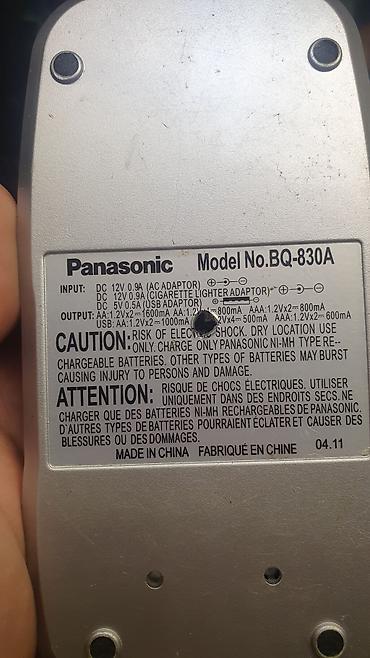 Panasonic Model No.BQ-830A
INPUT: DC 12V 0.9A (AC ADAPTOR)
DC 12V 0.9A (CIGARETTE LIGHTER ADAPTOR)
DC 5V 0.5A (USB ADAPTOR)
OUTPUT: AA:1.2Vx2 1600mA AA:1.2V 800mA AAA:1.2Vx2 800mA
USB: AA:1.2Vx2 1000mA x4 500mA AAA:1.2Vx2 600mA
CAUTION: RISK OF SHOCK. DRY LOCATION USE
ONLY CHARGE ONLY PANASONIC NI-MH TYPE RE--
CHARGEABLE BATTERIES. OTHER TYPES OF BATTERIES MAY BURST
CAUSING INJURY TO PERSONS AND DAMAGE.
ATTENTION: RISQUE DE CHOCS ÉLECTRIQUES. UTILISER
UNIQUEMENT DANS DES ENDROITS SECS. NE
CHARGER QUE DES BATTERIES NI-MH RECHARGEABLES DE PANASONIC.
D'AUTRES TYPES DE BATTERIES POURRAIENT ÉCLATER ET CAUSER DES
BLESSURES OU DES DOMMAGES.
MADE IN CHINA FABRIQUÉ EN CHINE 04.11